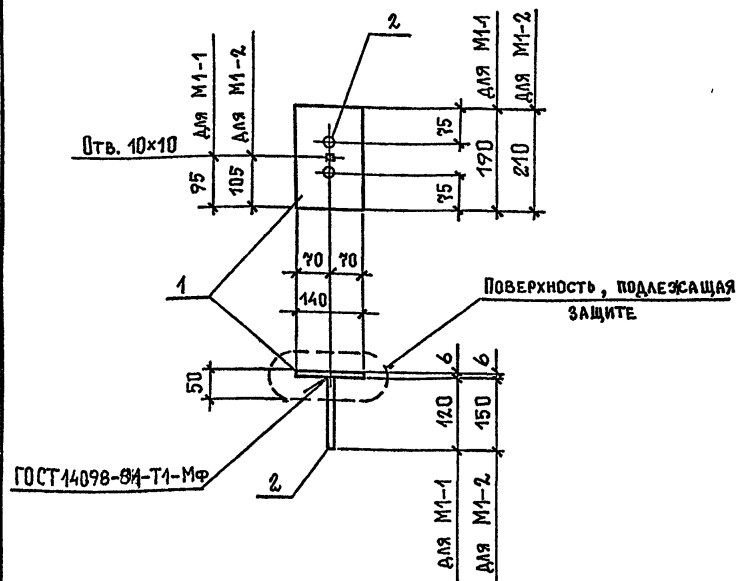 2
для М1-1
для М1-2
для М1-1
для М1-2
Отв. 10×10
95
105
75
75
190
210
70
70
140
1
Поверхность, подлежащая
защите
50
6
6
120
150
ГОСТ14098-91-Т1-Мф
2
для М1-1
для М1-2